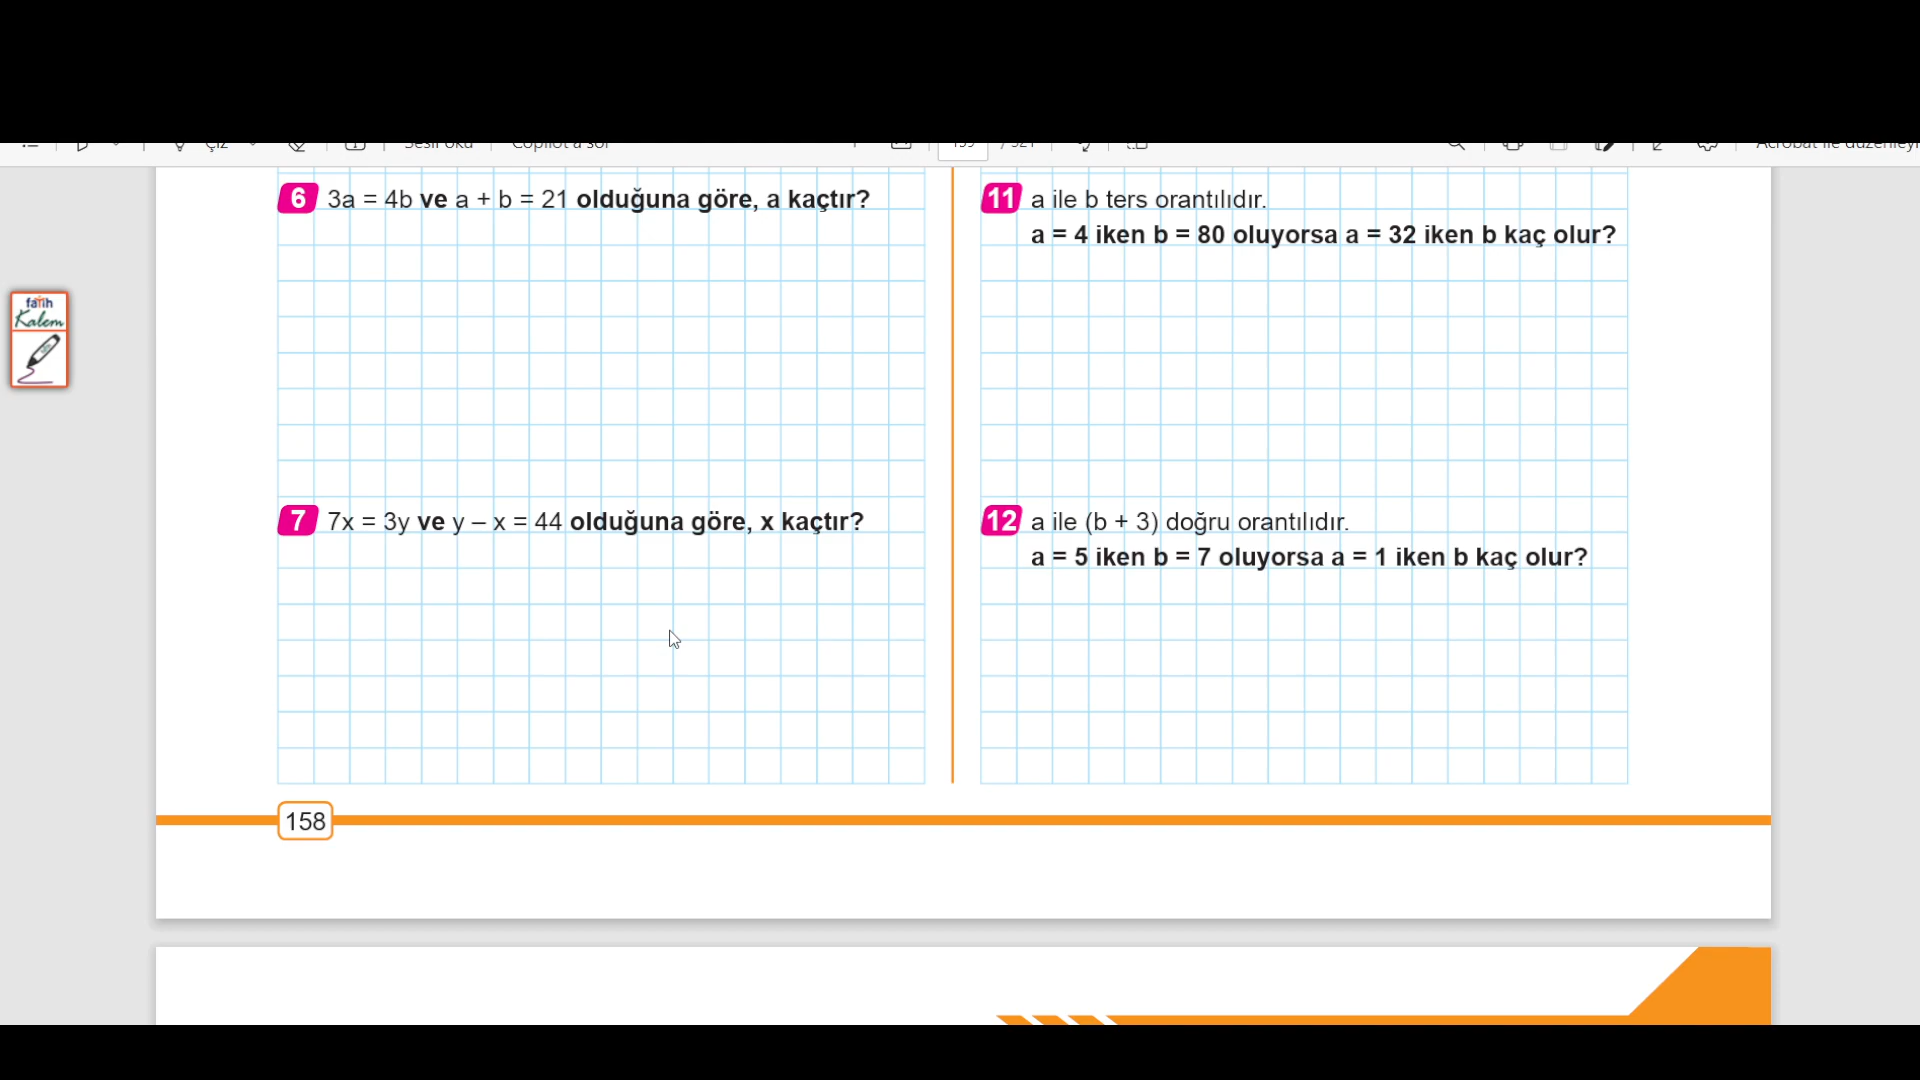 fatih
Kalem
6 3a = 4b ve a + b = 21 olduğuna göre, a kaçtır?
7 7x = 3y ve y – x = 44 olduğuna göre, x kaçtır?
11 a ile b ters orantılıdır.
a = 4 iken b = 80 oluyorsa a = 32 iken b kaç olur?
12 a ile (b + 3) doğru orantılıdır.
a = 5 iken b = 7 oluyorsa a = 1 iken b kaç olur?
158